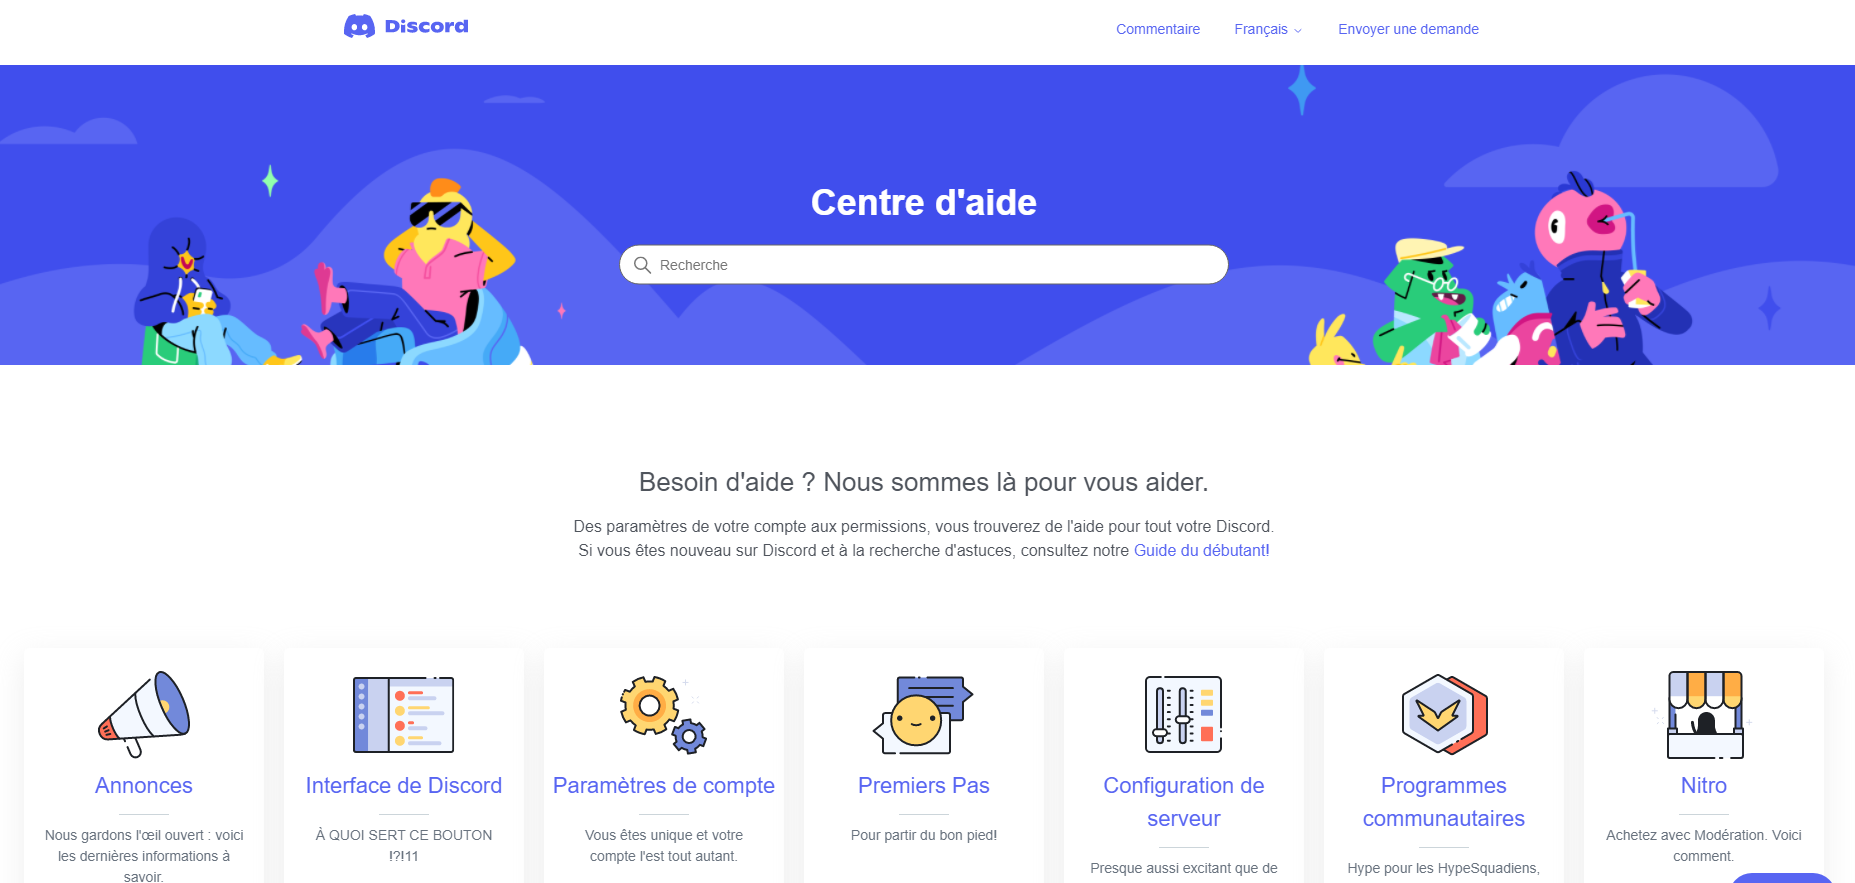 Discord
Commentaire
Français
Envoyer une demande
Centre d'aide
Recherche
Besoin d'aide ? Nous sommes là pour vous aider.
Des paramètres de votre compte aux permissions, vous trouverez de l'aide pour tout votre Discord.
Si vous êtes nouveau sur Discord et à la recherche d'astuces, consultez notre Guide du débutant!
Annonces
Nous gardons l'œil ouvert : voici
les dernières informations à
savoir.
Interface de Discord
À QUOI SERT CE BOUTON
!?!11
Paramètres de compte
Vous êtes unique et votre
compte l'est tout autant.
Premiers Pas
Pour partir du bon pied!
Configuration de
serveur
Presque aussi excitant que de
Programmes
communautaires
Hype pour les HypeSquadiens,
Nitro
Achetez avec Modération. Voici
comment.